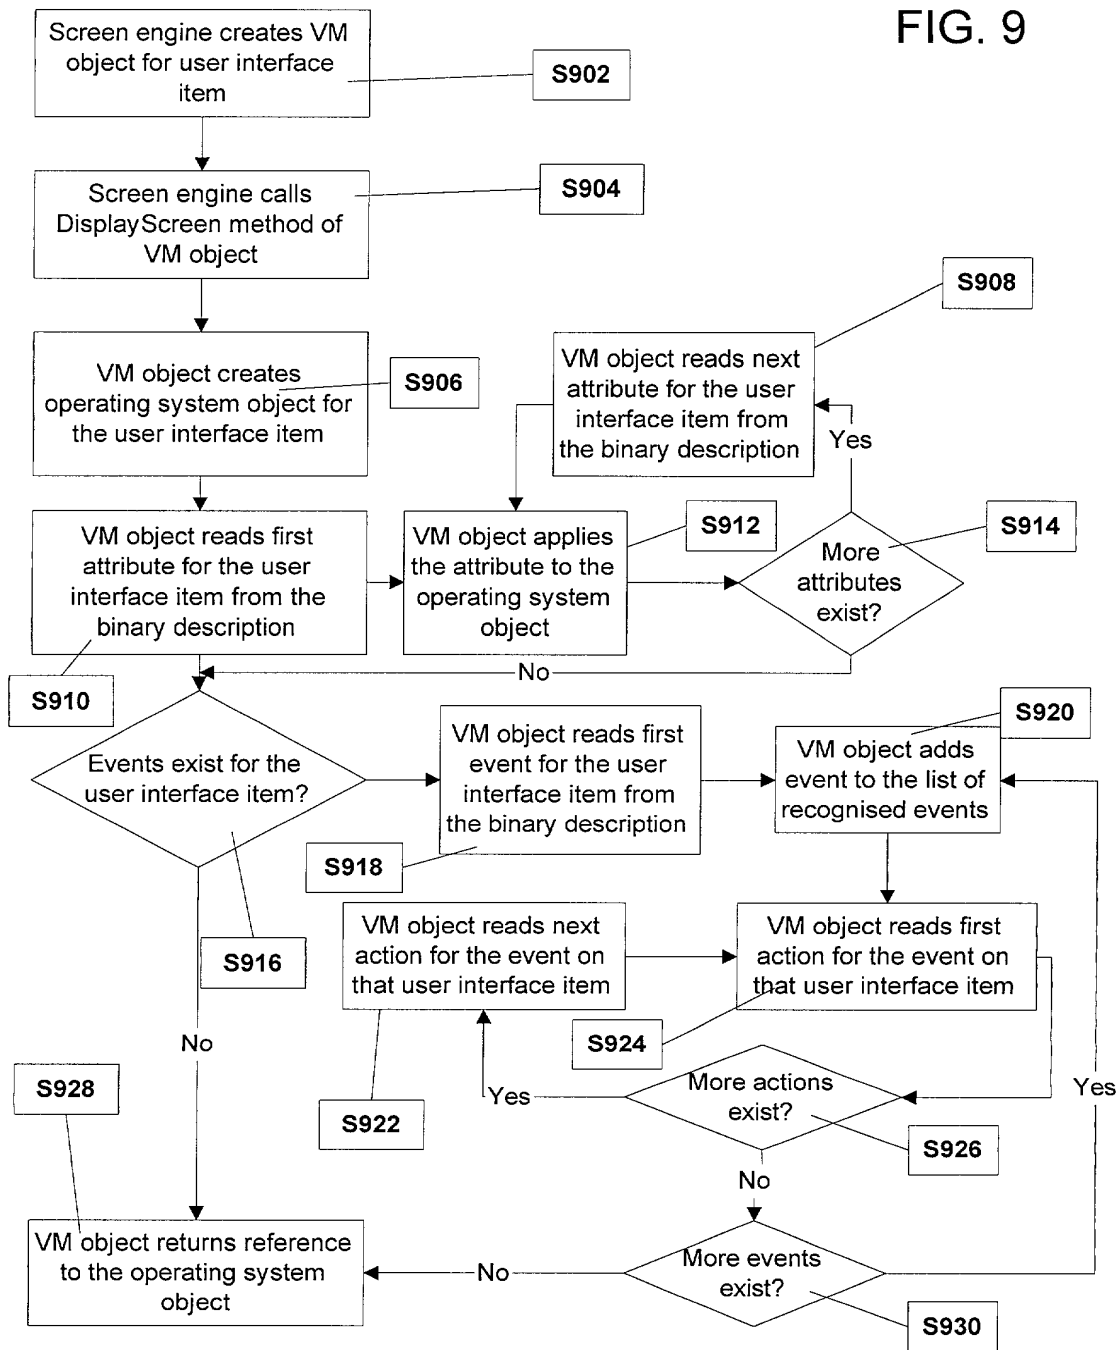 FIG. 9
Screen engine creates VM
object for user interface
item
S902
Screen engine calls
DisplayScreen method of
VM object
S904
S908
VM object creates
operating system object for
the user interface item
S906
VM object reads next
attribute for the user
interface item from
the binary description
Yes
VM object reads first
attribute for the user
interface item from the
binary description
S910
VM object applies
the attribute to the
operating system
object
S912
More
attributes
exist?
S914
No
Events exist for the
user interface item?
S916
VM object reads first
event for the user
interface item from
the binary description
S918
VM object adds
event to the list of
recognised events
S920
VM object reads next
action for the event on
that user interface item
S922
VM object reads first
action for the event on
that user interface item
S924
No
Yes
More actions
exist?
S926
Yes
No
S928
VM object returns reference
to the operating system
object
No
More events
exist?
S930